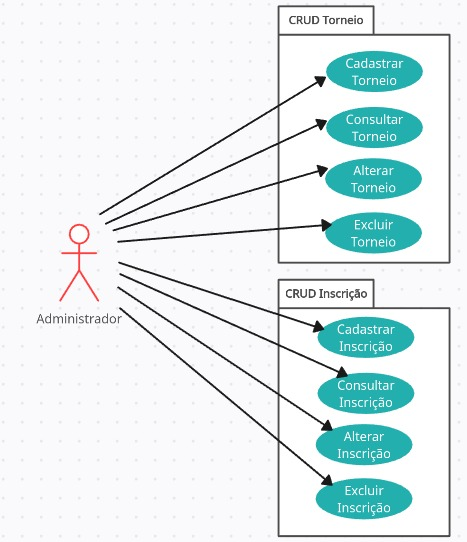 CRUD Torneio
Cadastrar
Torneio
Consultar
Torneio
Alterar
Torneio
Excluir
Torneio
Administrador
CRUD Inscrição
Cadastrar
Inscrição
Consultar
Inscrição
Alterar
Inscrição
Excluir
Inscrição